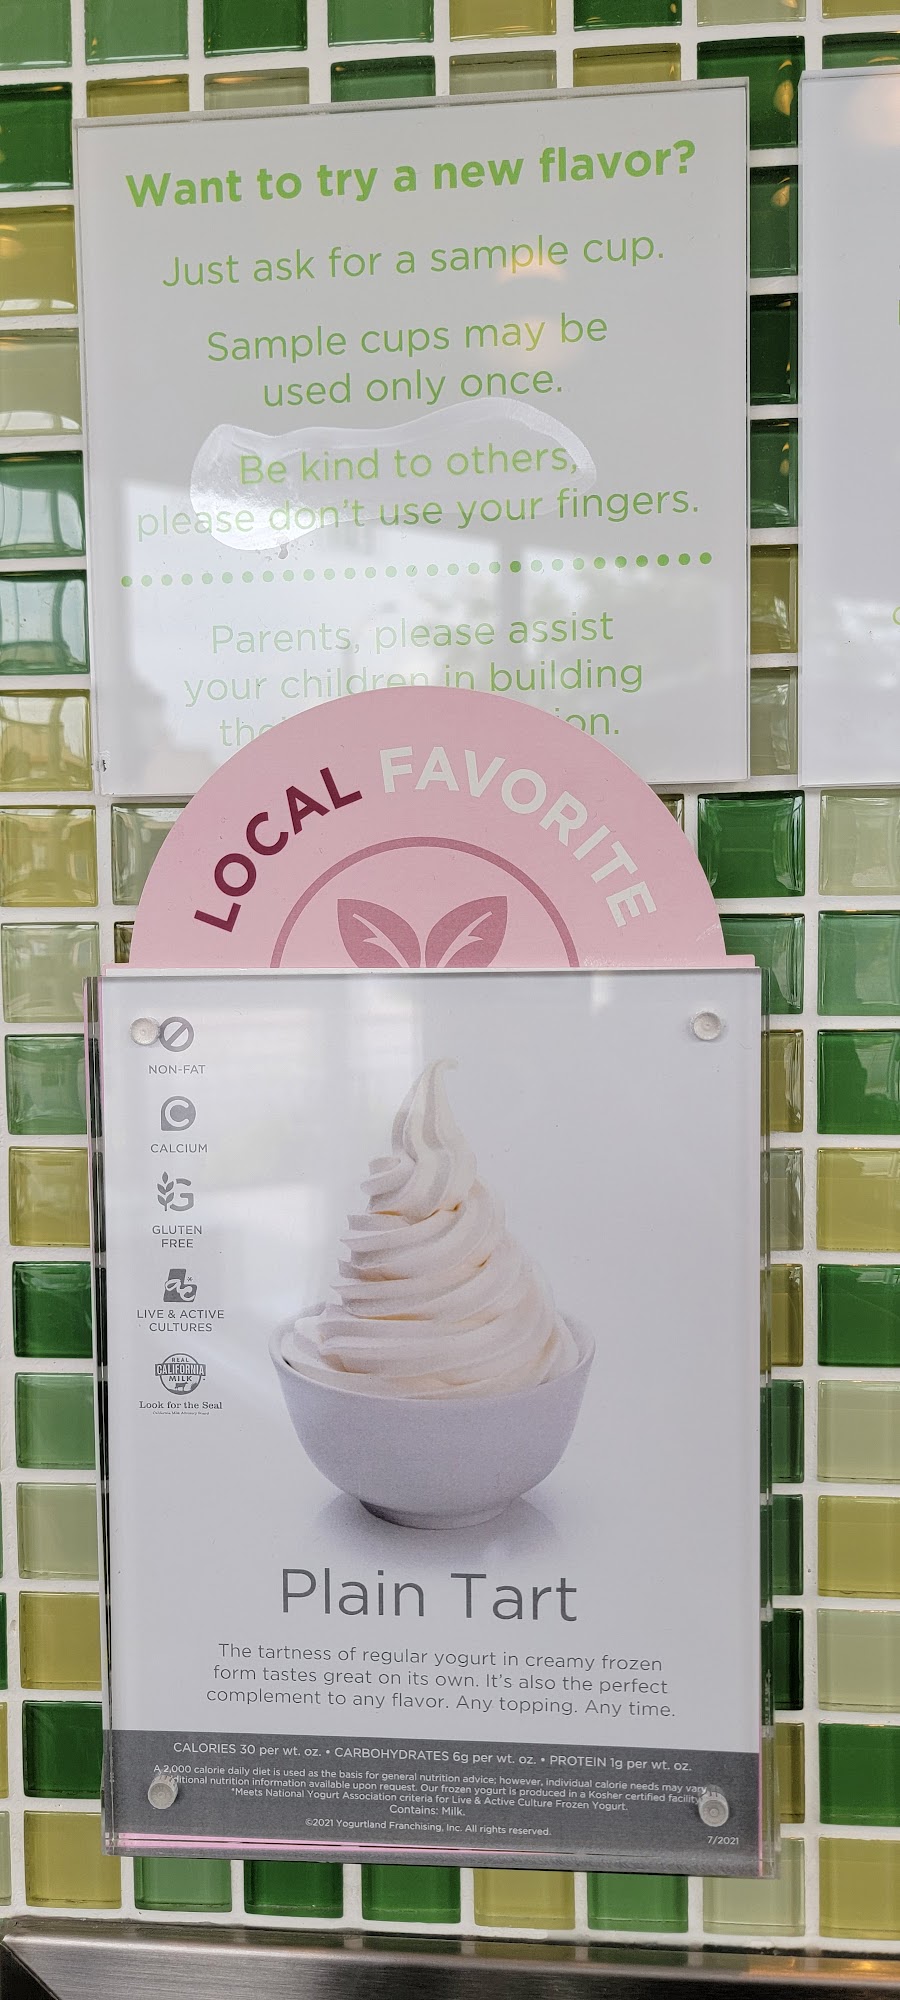 Want to try a new flavor?
Just ask for a sample cup.
Sample cups may be
used only once.
Be kind to others,
please don't use your fingers.
Parents, please assist
your children in building
LOCAL FAVORITE
NON-FAT
CALCIUM
GLUTEN
FREE
LIVE & ACTIVE
CULTURES
REAL
CALIFORNIA
MILK
Look for the Seal
Plain Tart
The tartness of regular yogurt in creamy frozen
form tastes great on its own. It's also the perfect
complement to any flavor. Any topping. Any time.
CALORIES 30 per wt. oz. • CARBOHYDRATES 6g per wt. oz. • PROTEIN 1g per wt. oz.
A 2,000 calorie daily diet is used as the basis for general nutrition advice; however, individual calorie needs may vary.
Additional nutrition information available upon request. Our frozen yogurt is produced in a Kosher certified facility.
*Meets National Yogurt Association criteria for Live & Active Culture Frozen Yogurt.
Contains: Milk.
©2021 Yogurtland Franchising, Inc. All rights reserved.
7/2021